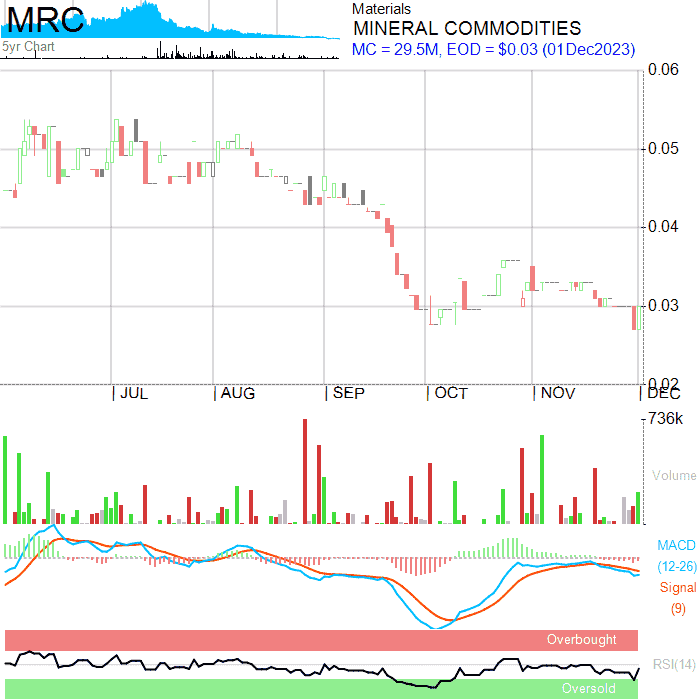 MRC
5yr Chart
Materials
MINERAL COMMODITIES
MC = 29.5M, EOD = $0.03 (01Dec2023)
0.06
0.05
0.04
0.03
0.02
JUL AUG SEP OCT NOV DEC
736k
Volume
MACD
(12-26)
Signal
(9)
Overbought
RSI(14)
Oversold